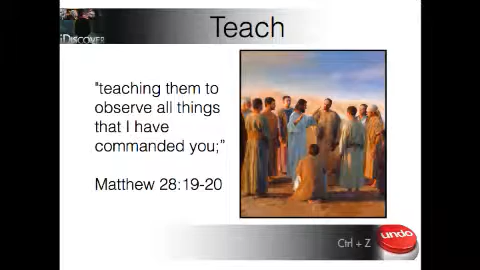 Teach
iDiscover
"teaching them to
observe all things
that I have
commanded you;”
Matthew 28:19-20
Ctrl + Z
undo